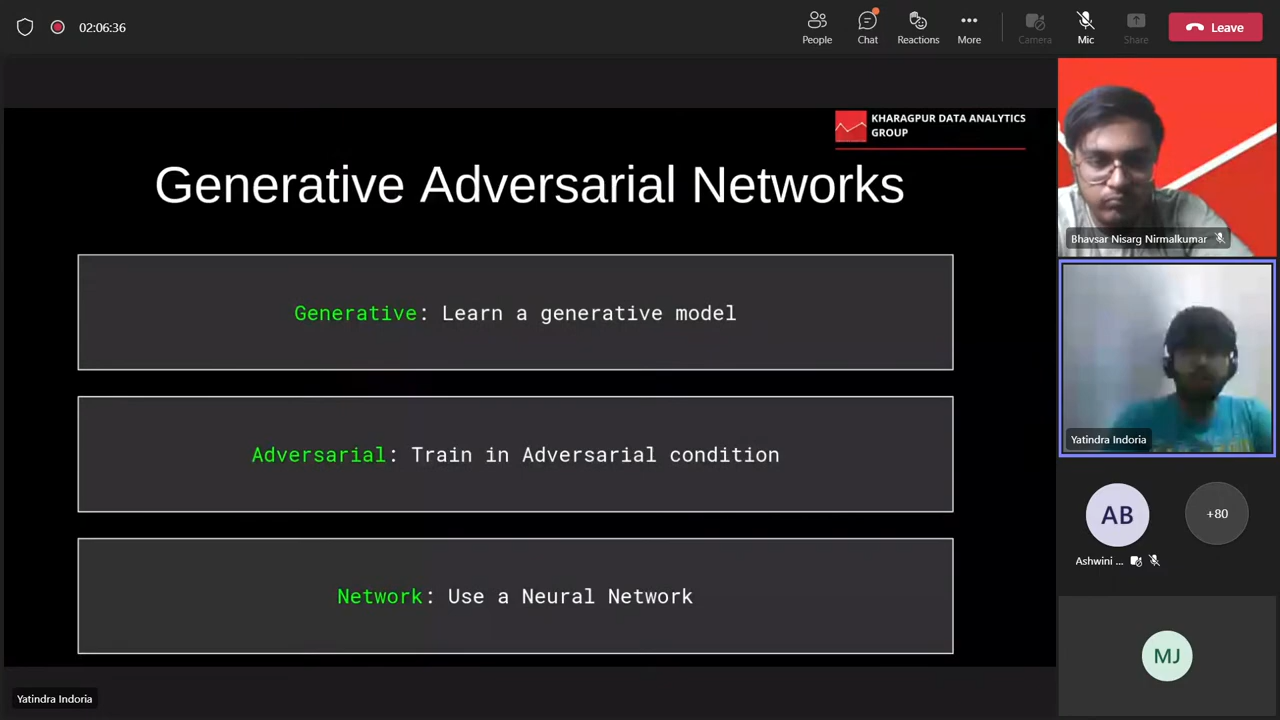 02:06:36
People
Chat
Reactions
More
Camera
Mic
Share
Leave
KHARAGPUR DATA ANALYTICS
GROUP
Generative Adversarial Networks
Generative: Learn a generative model
Adversarial: Train in Adversarial condition
Network: Use a Neural Network
Bhavsar Nisarg Nirmalkumar
Yatindra Indoria
AB
+80
Ashwini ...
MJ
Yatindra Indoria